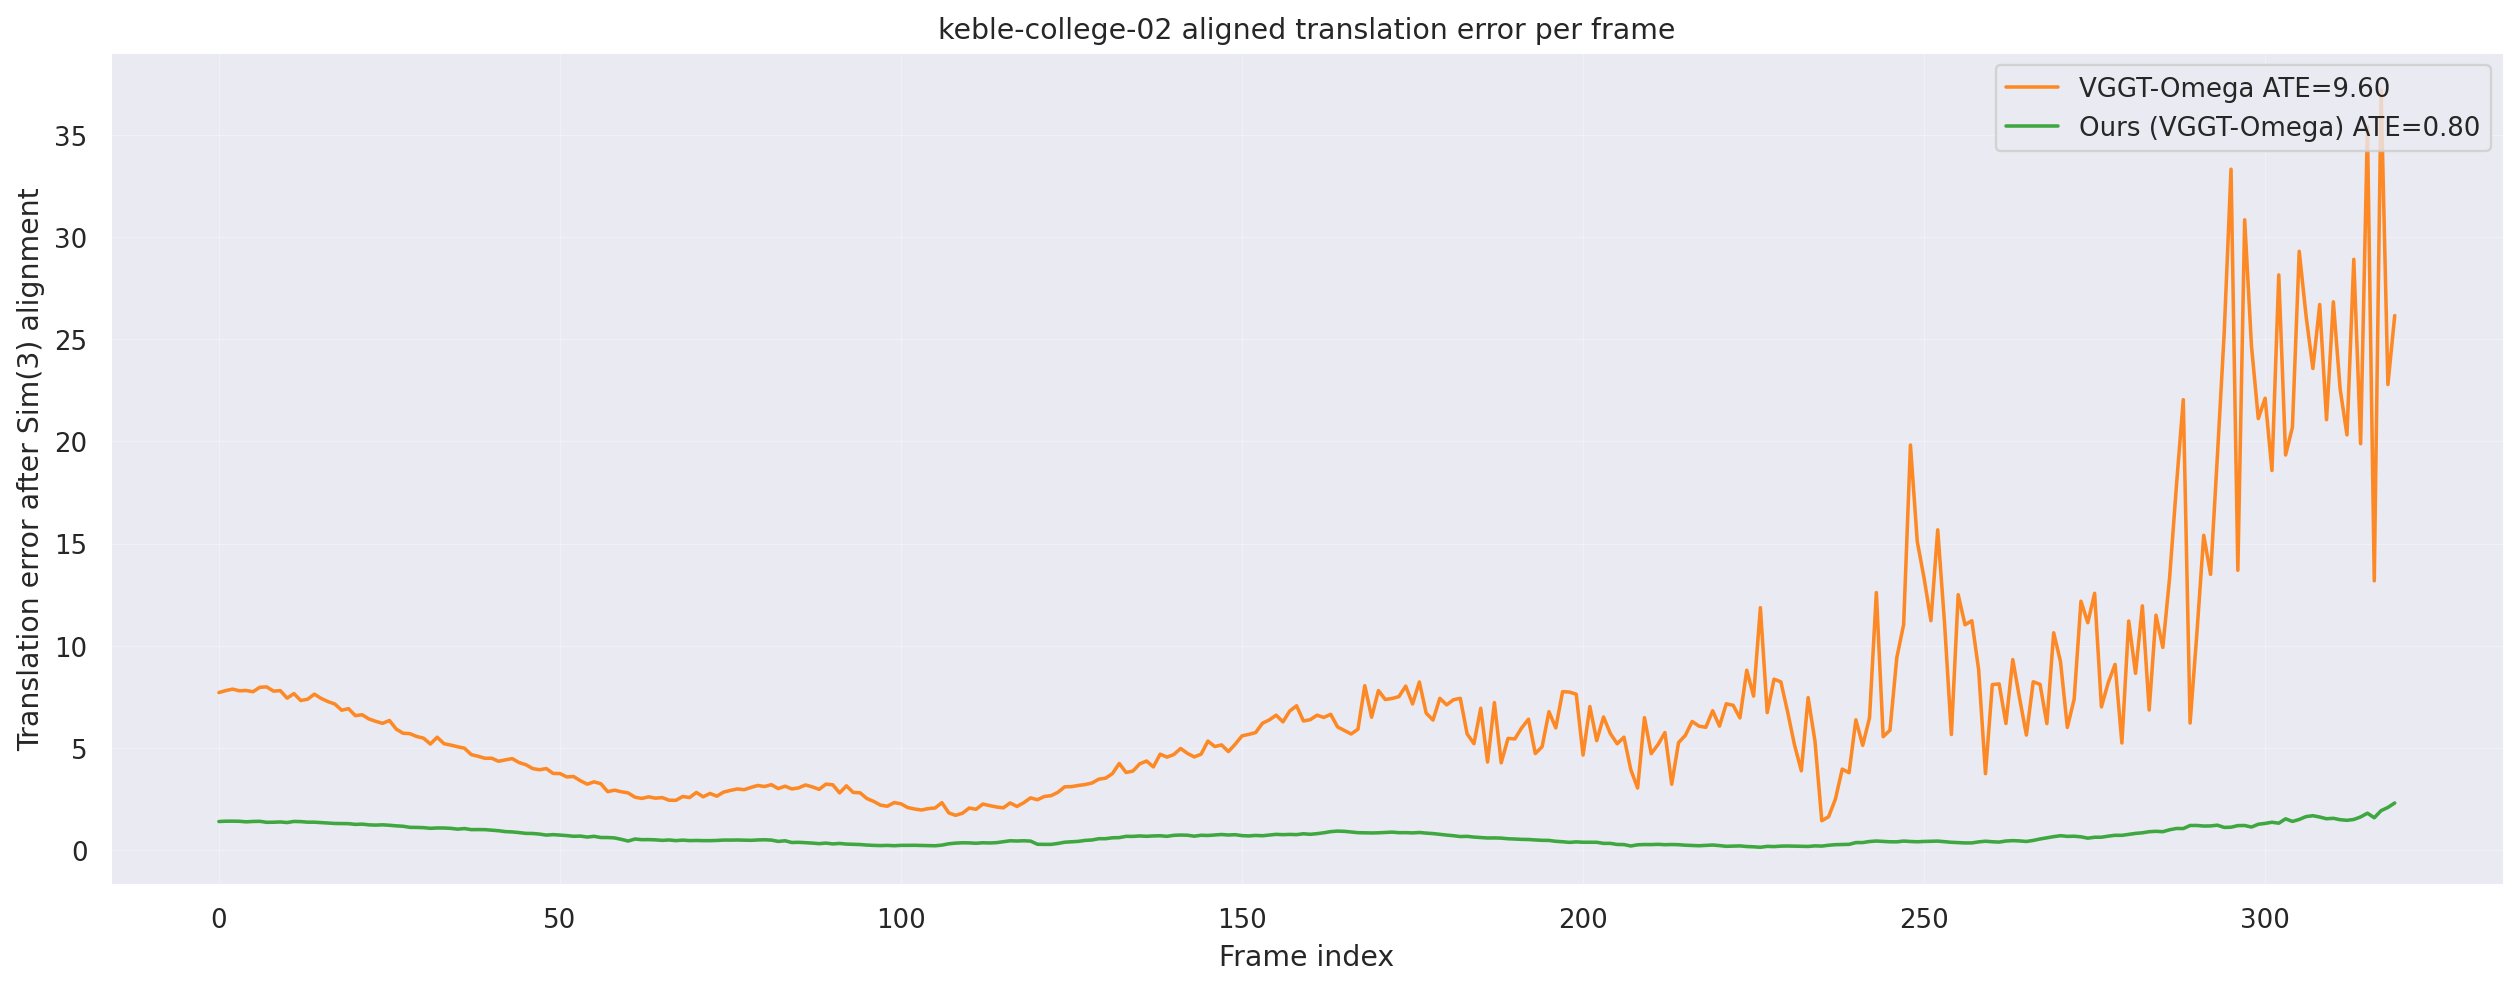 keble-college-02 aligned translation error per frame
VGGT-Omega ATE=9.60
Ours (VGGT-Omega) ATE=0.80
Translation error after Sim(3) alignment
35
30
25
20
15
10
5
0
0 50 100 150 200 250 300
Frame index